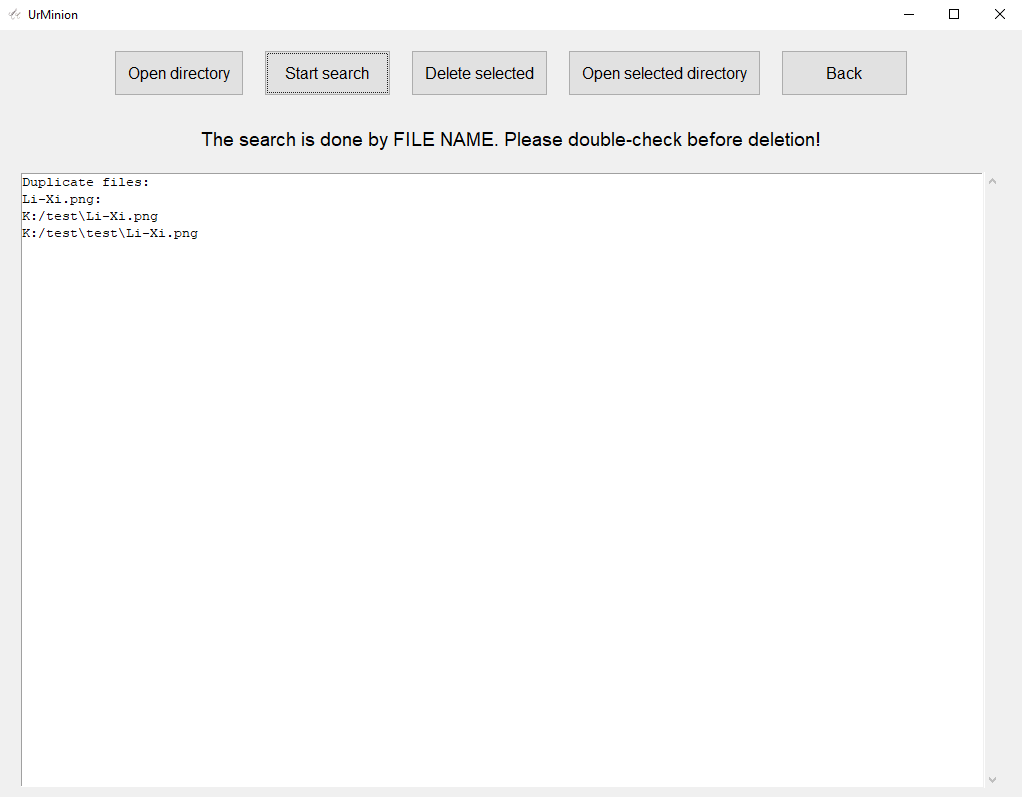 UrMinion
Open directory
Start search
Delete selected
Open selected directory
Back
The search is done by FILE NAME. Please double-check before deletion!
Duplicate files:
Li-Xi.png:
K:/test\Li-Xi.png
K:/test\test\Li-Xi.png